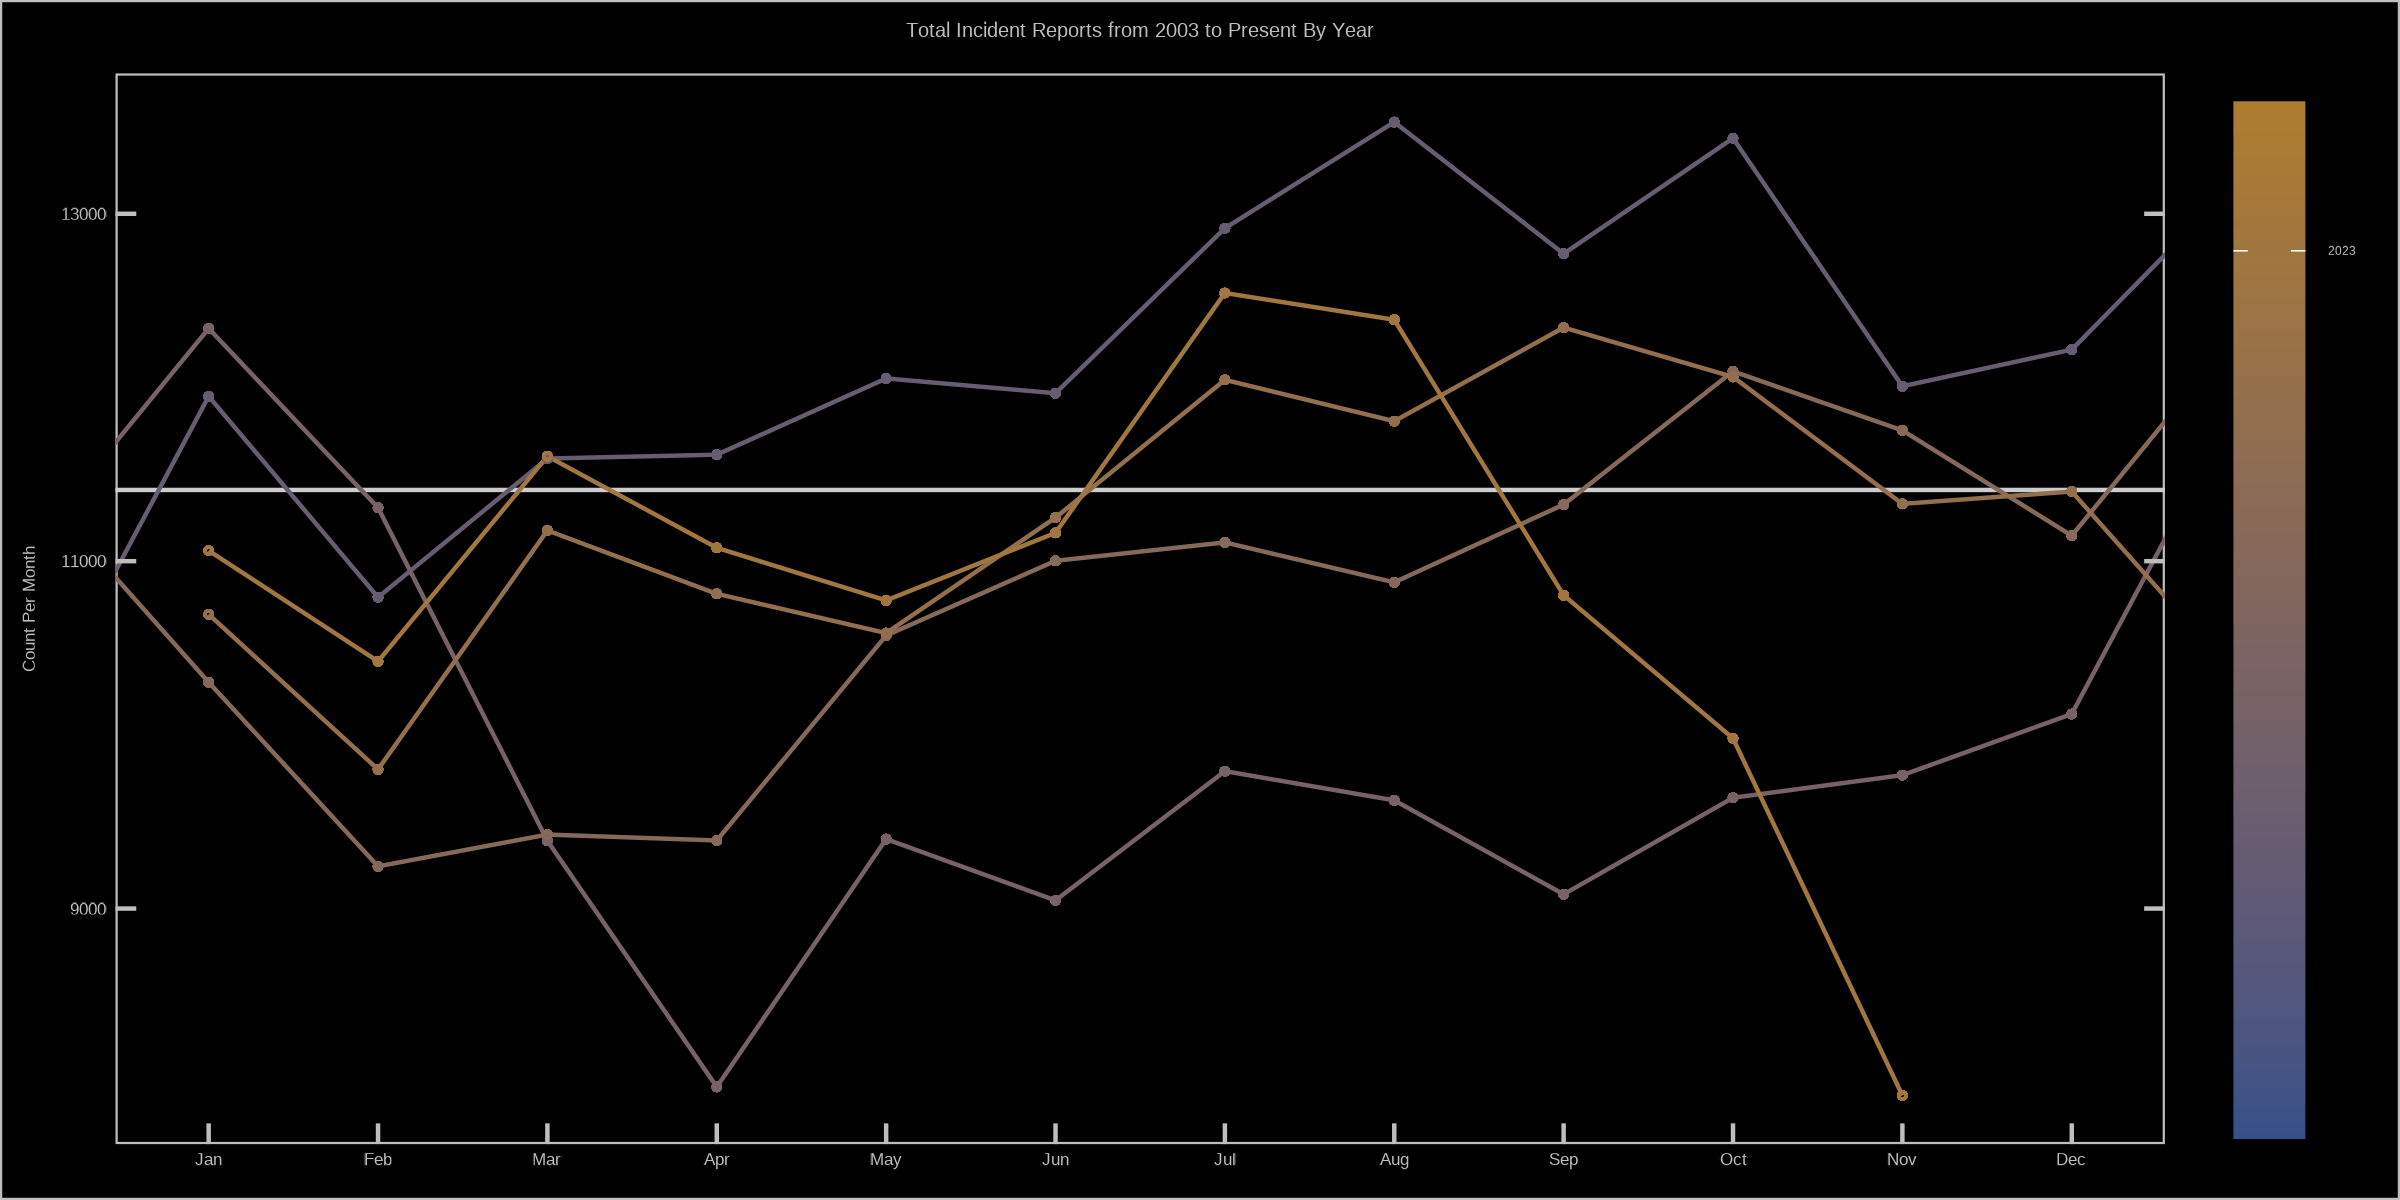 Total Incident Reports from 2003 to Present By Year
13000
11000
9000
Count Per Month
2023
Jan Feb Mar Apr May Jun Jul Aug Sep Oct Nov Dec